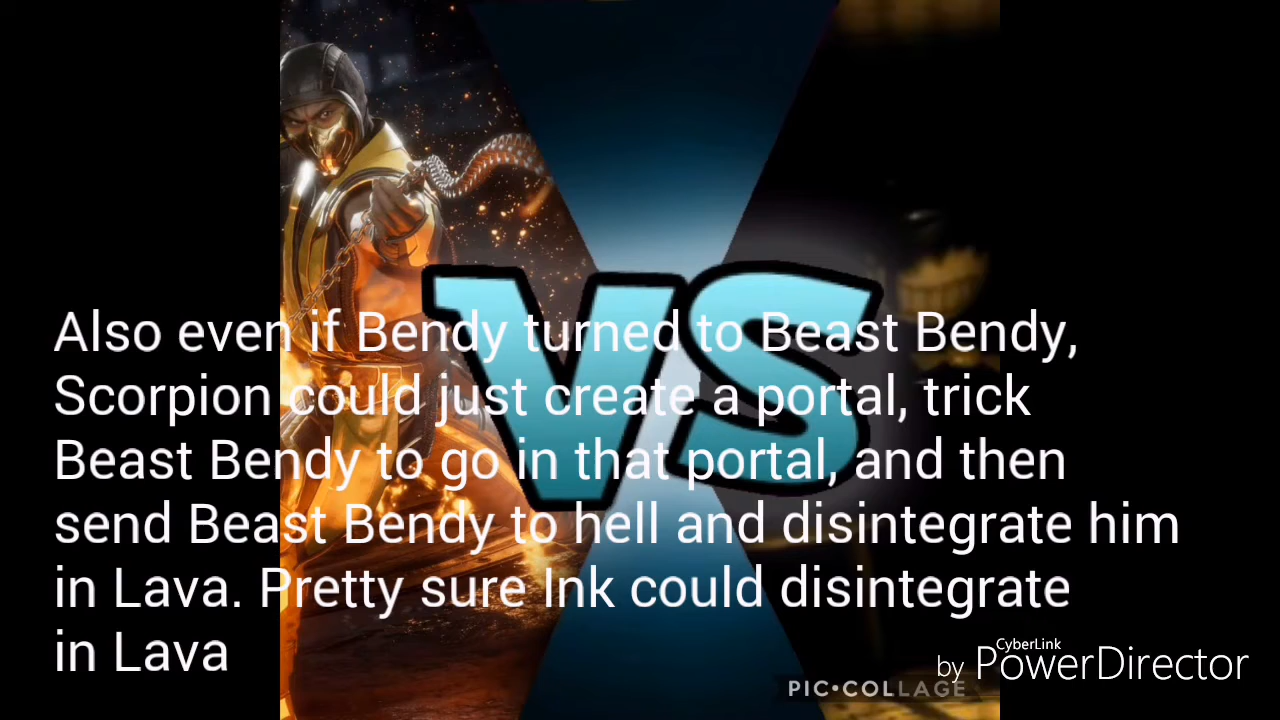 VS
Also even if Bendy turned to Beast Bendy,
Scorpion could just create a portal, trick
Beast Bendy to go in that portal, and then
send Beast Bendy to hell and disintegrate him
in Lava. Pretty sure Ink could disintegrate
in Lava
CyberLink
by PowerDirector
PIC•COLLAGE